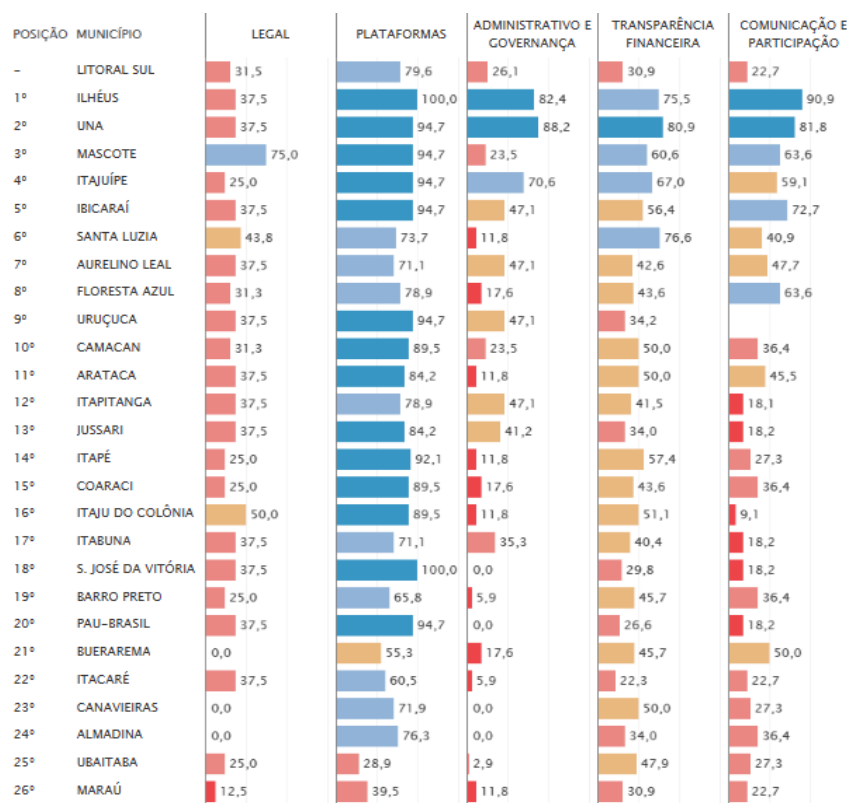 POSIÇÃO MUNICÍPIO LEGAL PLATAFORMAS ADMINISTRATIVO E GOVERNANÇA TRANSPARÊNCIA FINANCEIRA COMUNICAÇÃO E PARTICIPAÇÃO
– LITORAL SUL 31,5 79,6 26,1 30,9 22,7
1º ILHÉUS 37,5 100,0 82,4 75,5 90,9
2º UNA 37,5 94,7 88,2 80,9 81,8
3º MASCOTE 75,0 94,7 23,5 60,6 63,6
4º ITAJUÍPE 25,0 94,7 70,6 67,0 59,1
5º IBICARAÍ 37,5 94,7 47,1 56,4 72,7
6º SANTA LUZIA 43,8 73,7 11,8 76,6 40,9
7º AURELINO LEAL 37,5 71,1 47,1 42,6 47,7
8º FLORESTA AZUL 31,3 78,9 17,6 43,6 63,6
9º URUÇUCA 37,5 94,7 47,1 34,2
10º CAMACAN 31,3 89,5 23,5 50,0 36,4
11º ARATACA 37,5 84,2 11,8 50,0 45,5
12º ITAPITANGA 37,5 78,9 47,1 41,5 18,1
13º JUSSARI 37,5 84,2 41,2 34,0 18,2
14º ITAPÉ 25,0 92,1 11,8 57,4 27,3
15º COARACI 25,0 89,5 17,6 43,6 36,4
16º ITAJU DO COLÔNIA 50,0 89,5 11,8 51,1 9,1
17º ITABUNA 37,5 71,1 35,3 40,4 18,2
18º S. JOSÉ DA VITÓRIA 37,5 100,0 0,0 29,8 18,2
19º BARRO PRETO 25,0 65,8 5,9 45,7 36,4
20º PAU-BRASIL 37,5 94,7 0,0 26,6 18,2
21º BUERAREMA 0,0 55,3 17,6 45,7 50,0
22º ITACARÉ 37,5 60,5 5,9 22,3 22,7
23º CANAVIEIRAS 0,0 71,9 0,0 50,0 27,3
24º ALMADINA 0,0 76,3 0,0 34,0 36,4
25º UBAITABA 25,0 28,9 2,9 47,9 27,3
26º MARAÚ 12,5 39,5 11,8 30,9 22,7